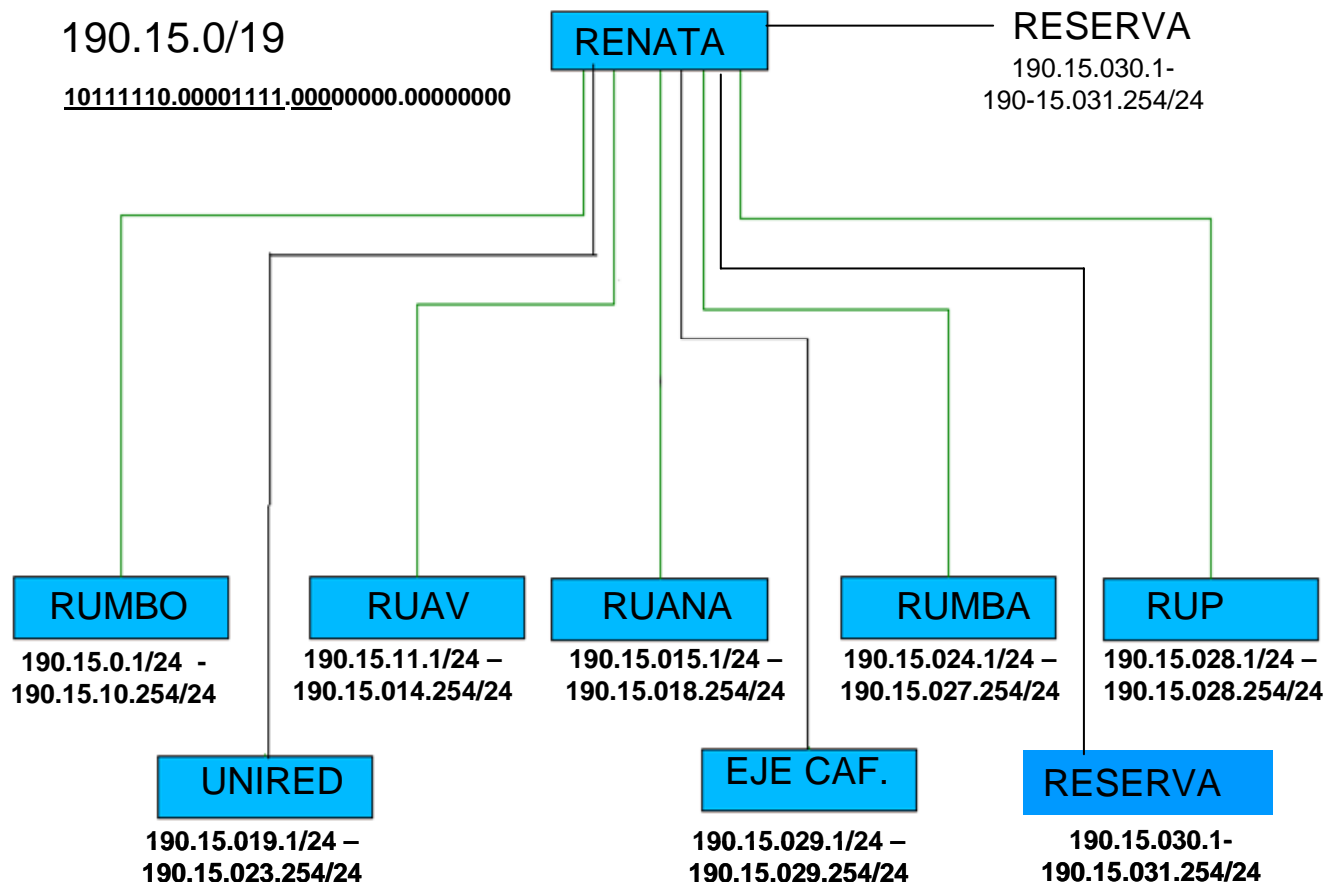 190.15.0/19
10111110.00001111.00000000.00000000
RENATA
RESERVA
190.15.030.1-
190-15.031.254/24
RUMBO
190.15.0.1/24 -
190.15.10.254/24
RUAV
190.15.11.1/24 –
190.15.014.254/24
RUANA
190.15.015.1/24 –
190.15.018.254/24
RUMBA
190.15.024.1/24 –
190.15.027.254/24
RUP
190.15.028.1/24 –
190.15.028.254/24
UNIRED
190.15.019.1/24 –
190.15.023.254/24
EJE CAF.
190.15.029.1/24 –
190.15.029.254/24
RESERVA
190.15.030.1-
190.15.031.254/24